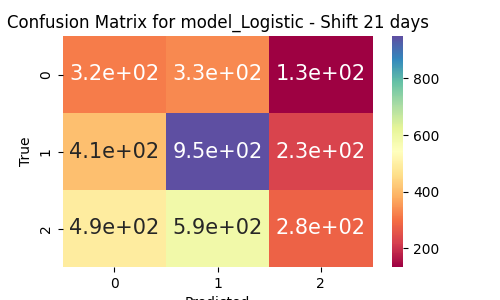 Confusion Matrix for model_Logistic - Shift 21 days
True
0 3.2e+02 3.3e+02 1.3e+02
1 4.1e+02 9.5e+02 2.3e+02
2 4.9e+02 5.9e+02 2.8e+02
0 1 2
Predicted
800
600
400
200